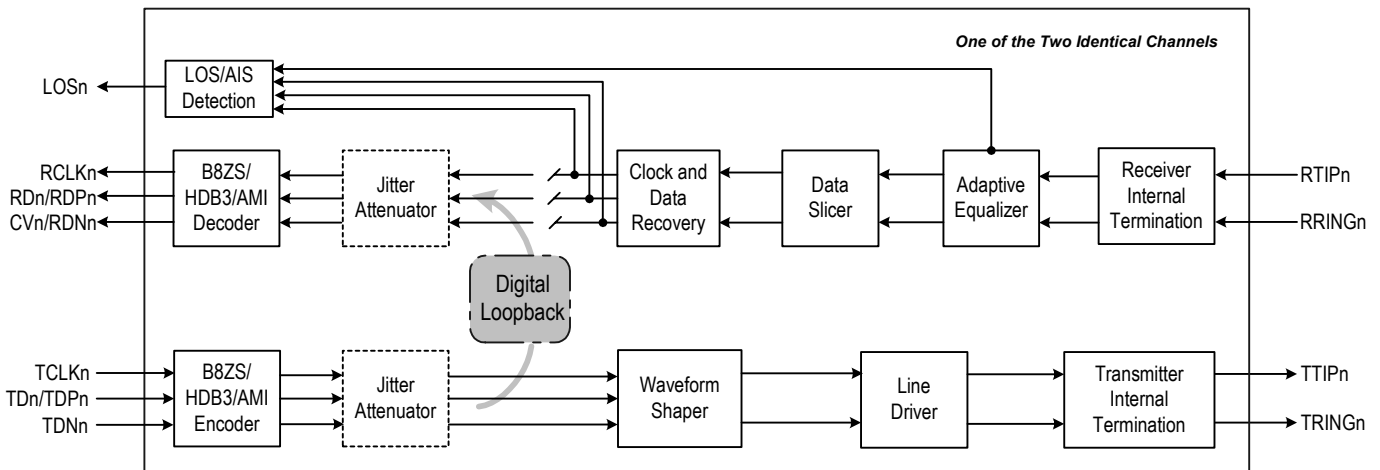 One of the Two Identical Channels
LOSn
LOS/AIS
Detection
RCLKn
RDn/RDPn
CVn/RDNn
B8ZS/
HDB3/AMI
Decoder
Jitter
Attenuator
Clock and
Data
Recovery
Data
Slicer
Adaptive
Equalizer
Receiver
Internal
Termination
RTIPn
RRINGn
Digital
Loopback
TCLKn
TDn/TDPn
TDNn
B8ZS/
HDB3/AMI
Encoder
Jitter
Attenuator
Waveform
Shaper
Line
Driver
Transmitter
Internal
Termination
TTIPn
TRINGn